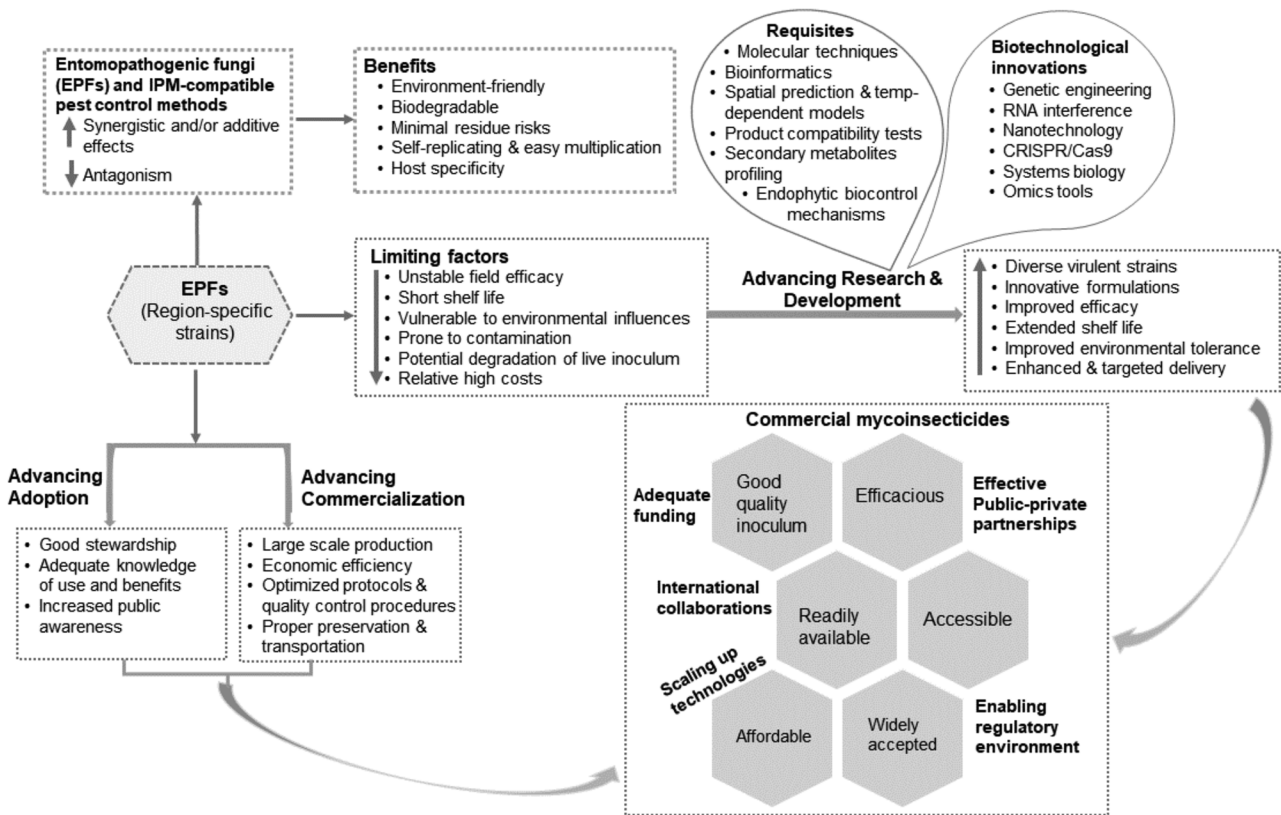 Entomopathogenic fungi
(EPFs) and IPM-compatible
pest control methods
Synergistic and/or additive
effects
Antagonism
Benefits
• Environment-friendly
• Biodegradable
• Minimal residue risks
• Self-replicating & easy multiplication
• Host specificity
Requisites
• Molecular techniques
• Bioinformatics
• Spatial prediction & temp-
dependent models
• Product compatibility tests
• Secondary metabolites
profiling
• Endophytic biocontrol
mechanisms
Biotechnological
innovations
• Genetic engineering
• RNA interference
• Nanotechnology
• CRISPR/Cas9
• Systems biology
• Omics tools
EPFs
(Region-specific
strains)
Limiting factors
• Unstable field efficacy
• Short shelf life
• Vulnerable to environmental influences
• Prone to contamination
• Potential degradation of live inoculum
• Relative high costs
Advancing Research &
Development
• Diverse virulent strains
• Innovative formulations
• Improved efficacy
• Extended shelf life
• Improved environmental tolerance
• Enhanced & targeted delivery
Advancing
Adoption
• Good stewardship
• Adequate knowledge
of use and benefits
• Increased public
awareness
Advancing
Commercialization
• Large scale production
• Economic efficiency
• Optimized protocols &
quality control procedures
• Proper preservation &
transportation
Commercial mycoinsecticides
Adequate
funding
Good
quality
inoculum
Efficacious
Effective
Public-private
partnerships
International
collaborations
Readily
available
Accessible
Scaling up
technologies
Affordable
Widely
accepted
Enabling
regulatory
environment